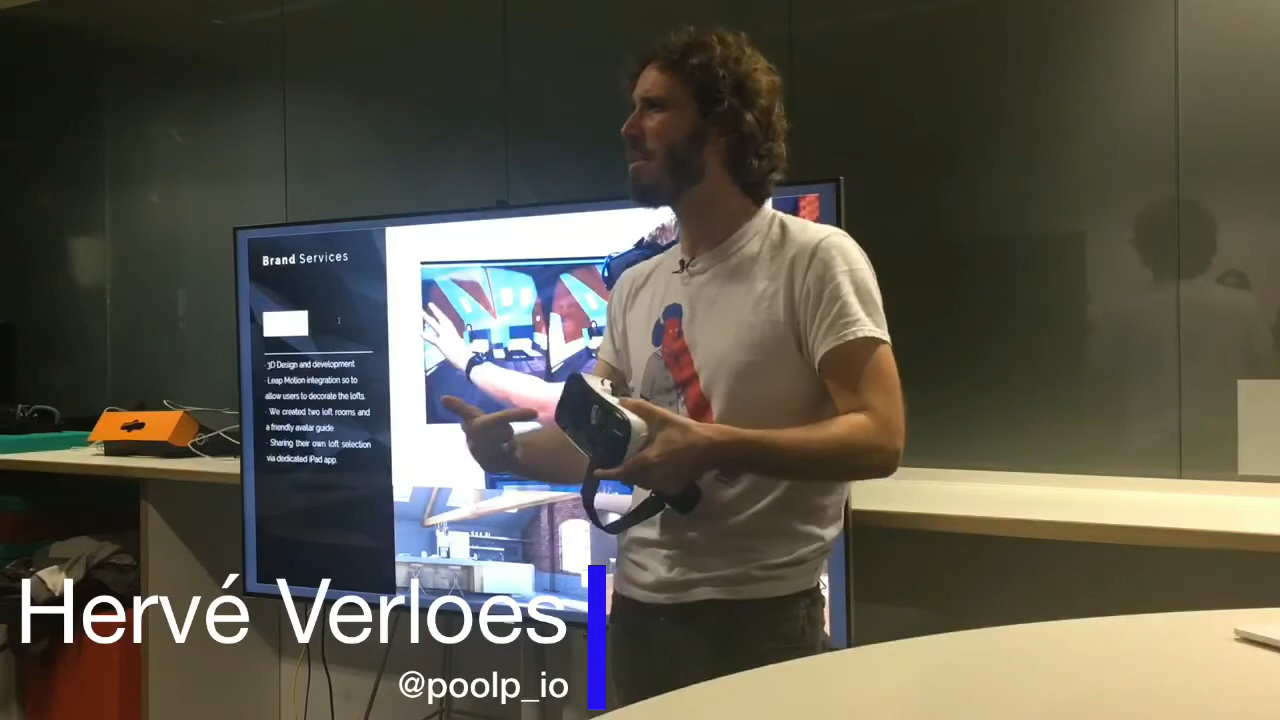 Brand Services
· 3D Design and development
· Leap Motion integration so to
allow users to decorate the lofts.
· We created two loft rooms and
a friendly avatar guide
· Sharing their own loft selection
via dedicated iPad app.
Hervé Verloes
@poolp_io